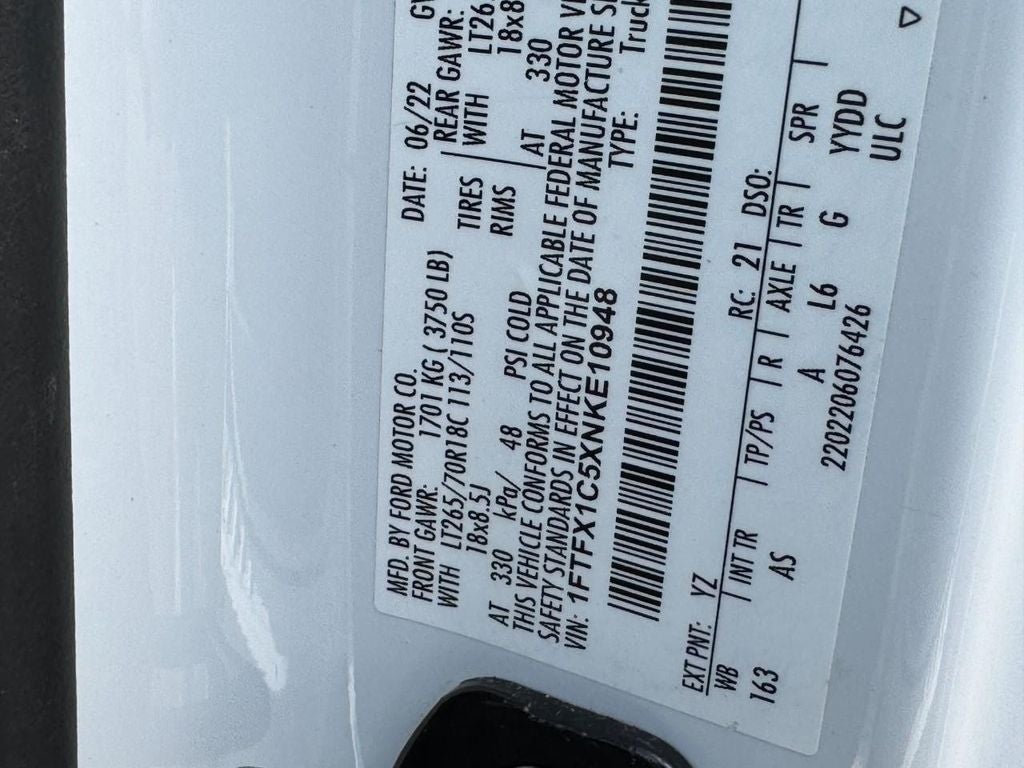 MFD. BY FORD MOTOR CO. DATE: 06/22
FRONT GAWR: 1701 KG ( 3750 LB) REAR GAWR:
WITH LT265/70R18C 113/110S TIRES WITH
18x8.5J RIMS 18x8
AT 330 kPa/ 48 PSI COLD AT 330
THIS VEHICLE CONFORMS TO ALL APPLICABLE FEDERAL MOTOR
SAFETY STANDARDS IN EFFECT ON THE DATE OF MANUFACTURE
VIN: 1FTFX1C5XNKE10948 TYPE: Truck
EXT PNT: YZ RC: 21 DSO:
WB INT TR TP/PS R AXLE TR SPR
163 AS A L6 G YYDD
2202206076426 ULC